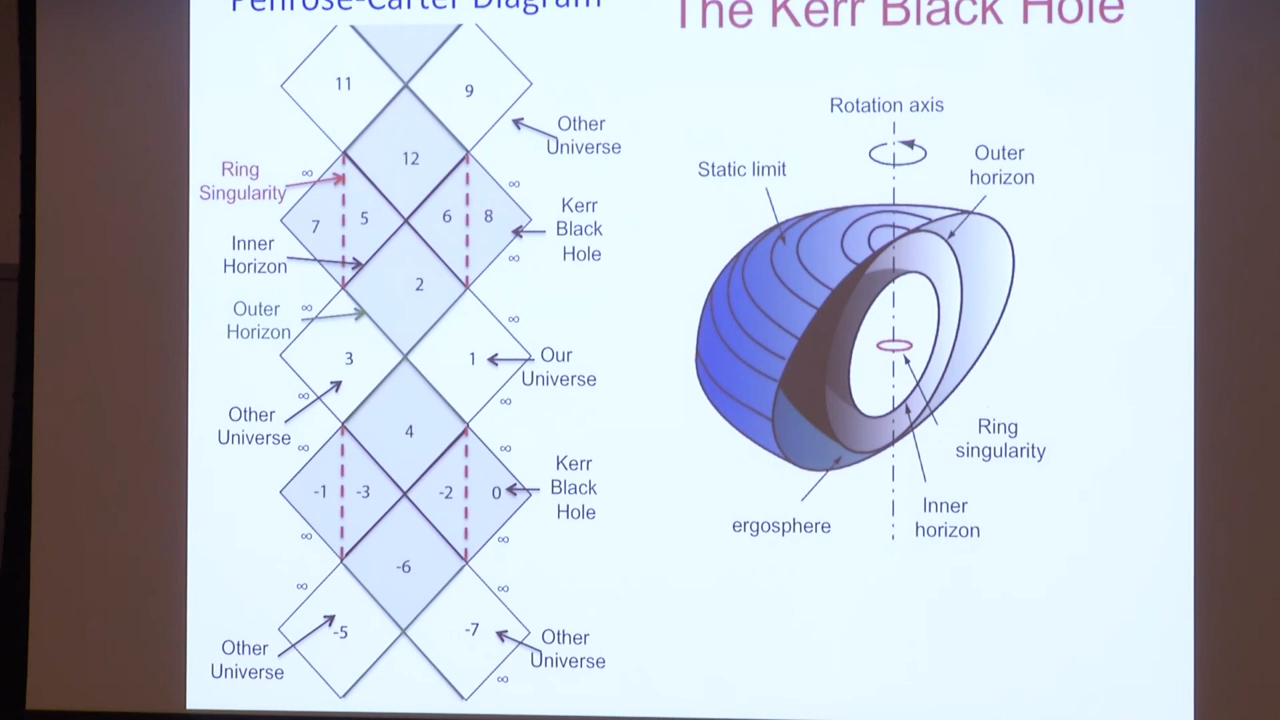 Penrose-Carter Diagram
The Kerr Black Hole
11
9
Other
Universe
12
Ring
Singularity
∞
∞
7
5
6
8
Kerr
Black
Hole
Inner
Horizon
∞
2
Outer
Horizon
∞
∞
3
1
Our
Universe
∞
∞
Other
Universe
4
∞
∞
-1
-3
-2
0
Kerr
Black
Hole
∞
∞
-6
∞
∞
-5
-7
Other
Universe
Other
Universe
∞
Rotation axis
Static limit
Outer
horizon
Ring
singularity
ergosphere
Inner
horizon